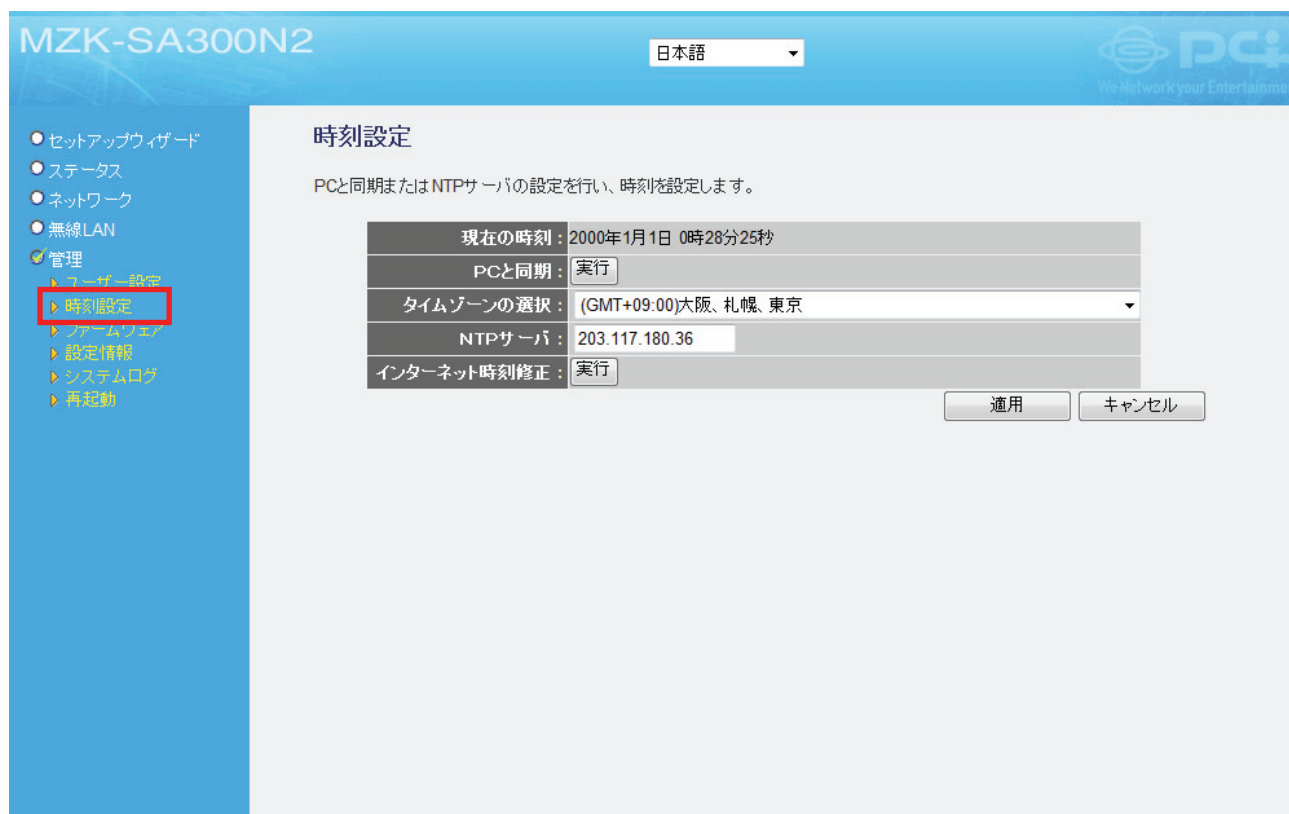 MZK-SA300N2
日本語
PCi
We Network your Entertainme
セットアップウィザード
ステータス
ネットワーク
無線LAN
管理
ユーザー設定
時刻設定
ファームウェア
設定情報
システムログ
再起動
時刻設定
PCと同期またはNTPサーバの設定を行い、時刻を設定します。
現在の時刻：2000年1月1日 0時28分25秒
PCと同期：実行
タイムゾーンの選択：(GMT+09:00)大阪、札幌、東京
NTPサーバ：203.117.180.36
インターネット時刻修正：実行
適用 キャンセル